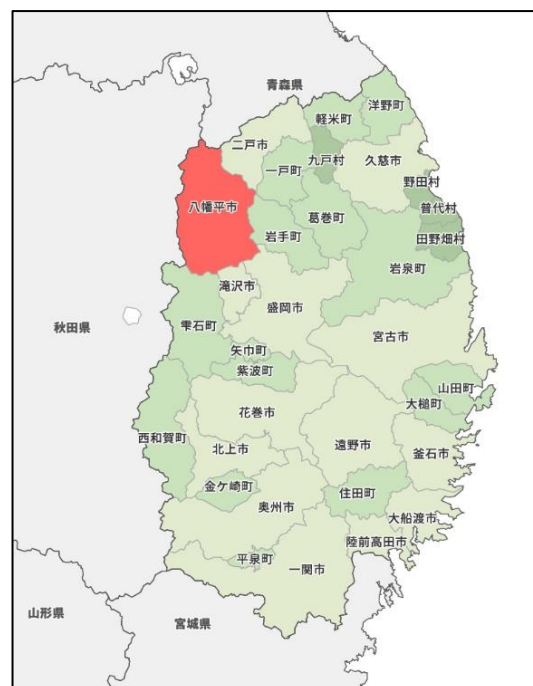 青森県
洋野町
軽米町
二戸市
九戸村
久慈市
一戸町
野田村
八幡平市
葛巻町
普代村
岩手町
田野畑村
岩泉町
滝沢市
盛岡市
秋田県
雫石町
宮古市
矢巾町
紫波町
山田町
大槌町
花巻市
西和賀町
遠野市
北上市
釜石市
金ケ崎町
住田町
奥州市
大船渡市
陸前高田市
平泉町
一関市
山形県
宮城県